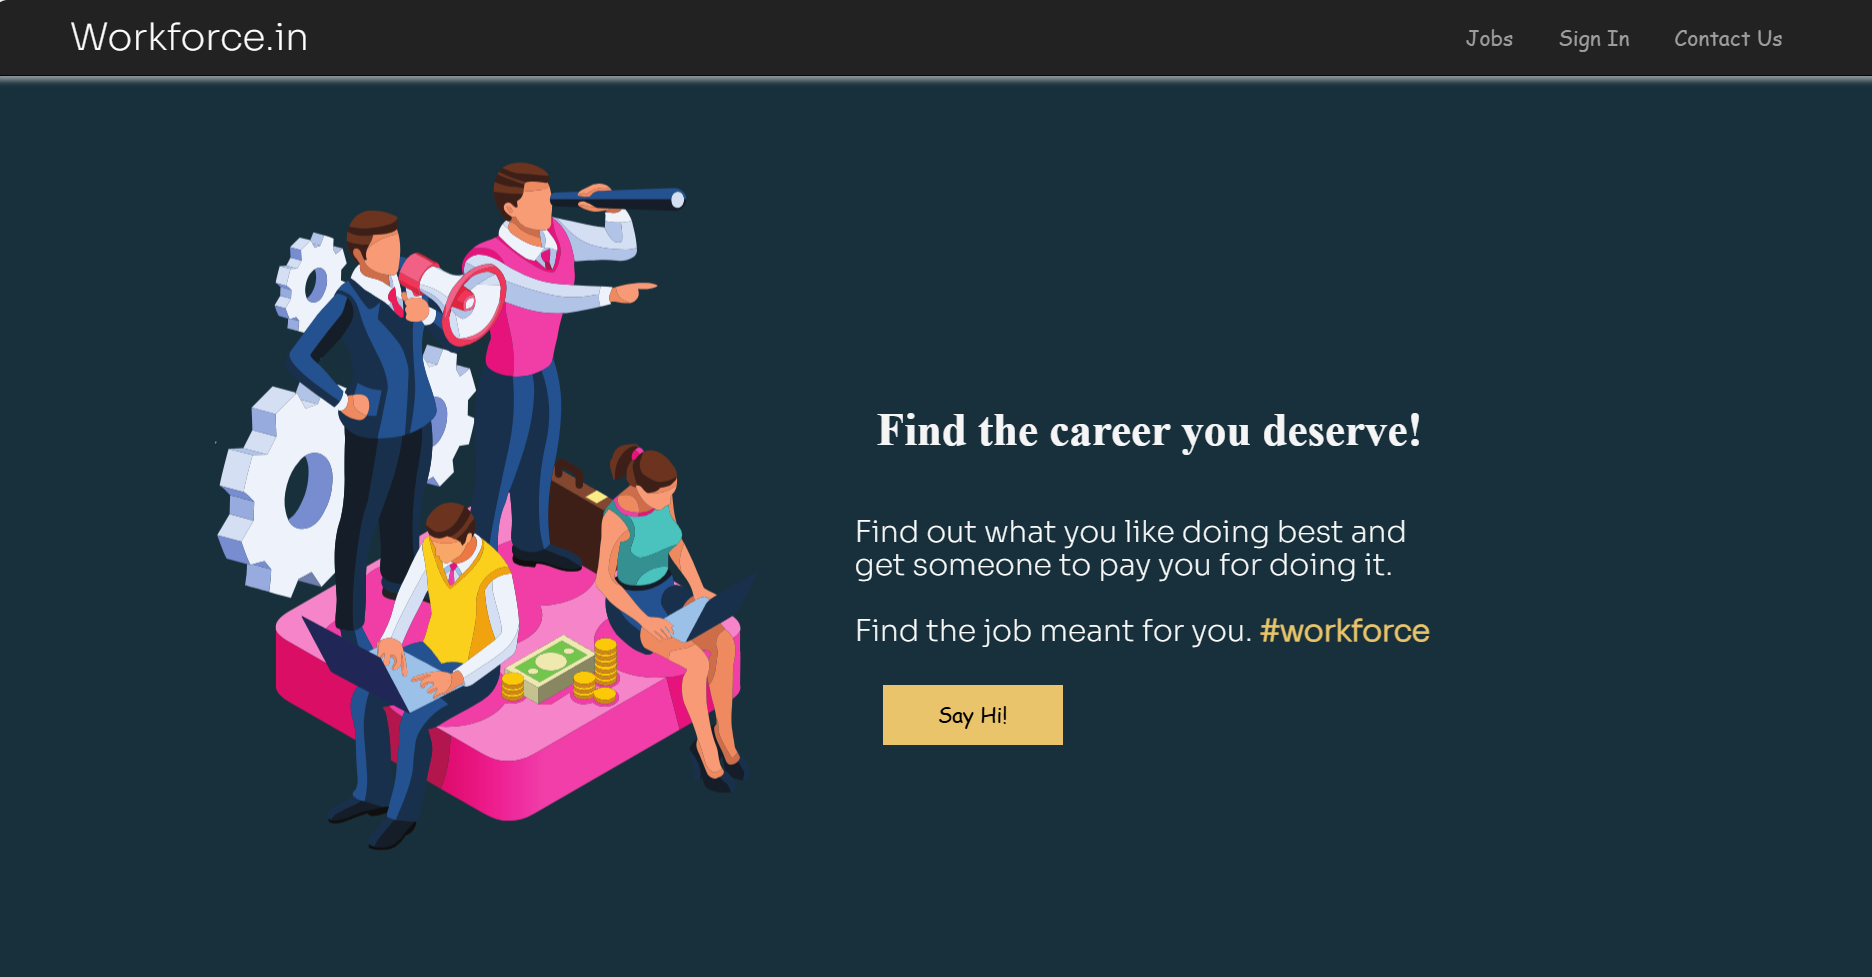 Workforce.in
Jobs
Sign In
Contact Us
Find the career you deserve!
Find out what you like doing best and
get someone to pay you for doing it.
Find the job meant for you. #workforce
Say Hi!